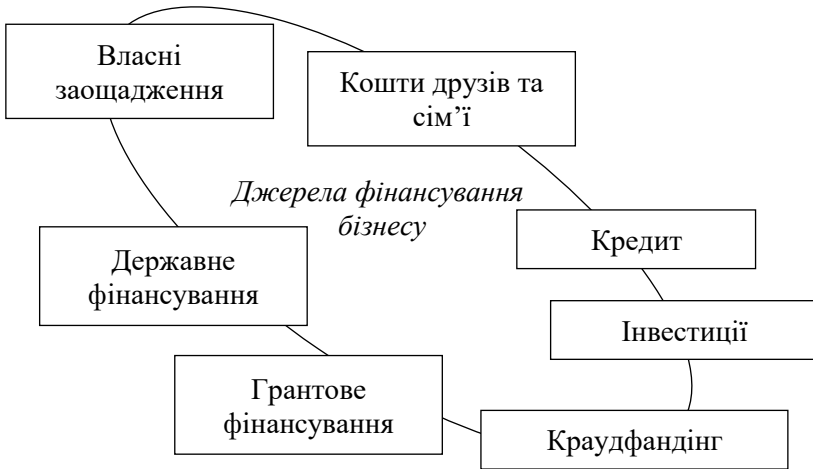 Власні
заощадження
Кошти друзів та
сім’ї
Джерела фінансування
бізнесу
Кредит
Державне
фінансування
Інвестиції
Грантове
фінансування
Краудфандінг